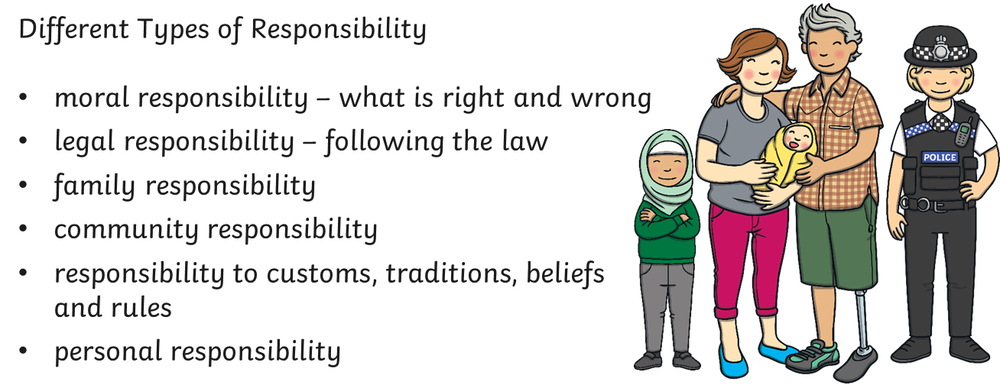 Different Types of Responsibility
• moral responsibility – what is right and wrong
• legal responsibility – following the law
• family responsibility
• community responsibility
• responsibility to customs, traditions, beliefs
and rules
• personal responsibility
POLICE